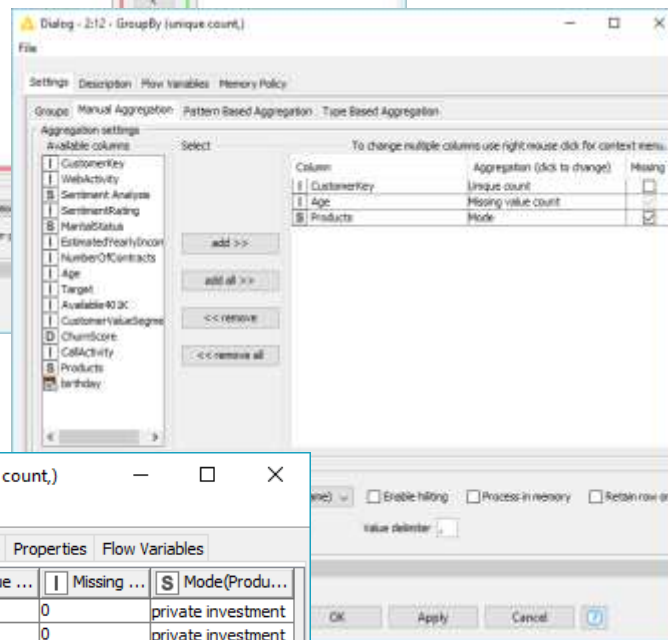 Dialog - 2:12 - GroupBy (unique count,)
File
Settings Description Flow Variables Memory Policy
Groups Manual Aggregation Pattern Based Aggregation Type Based Aggregation
Aggregation settings
Available columns Select To change multiple columns use right mouse click for context menu.
I CustomerKey
I WebActivity
S Sentiment Analysis
I SentimentRating
S MaritalStatus
I EstimatedYearlyIncon
I NumberOfContracts
I Age
I Target
I Available401K
I CustomerValueSegme
D ChurnScore
I CallActivity
S Products
birthday
add >>
add all >>
<< remove
<< remove all
Column Aggregation (click to change) Missing
I CustomerKey Unique count
I Age Missing value count
S Products Mode
Enable hiliting Process in memory Retain row or
Value delimiter ,
OK Apply Cancel ?
count,)
Properties Flow Variables
ue ... I Missing ... S Mode(Produ...
0 private investment
0 private investment